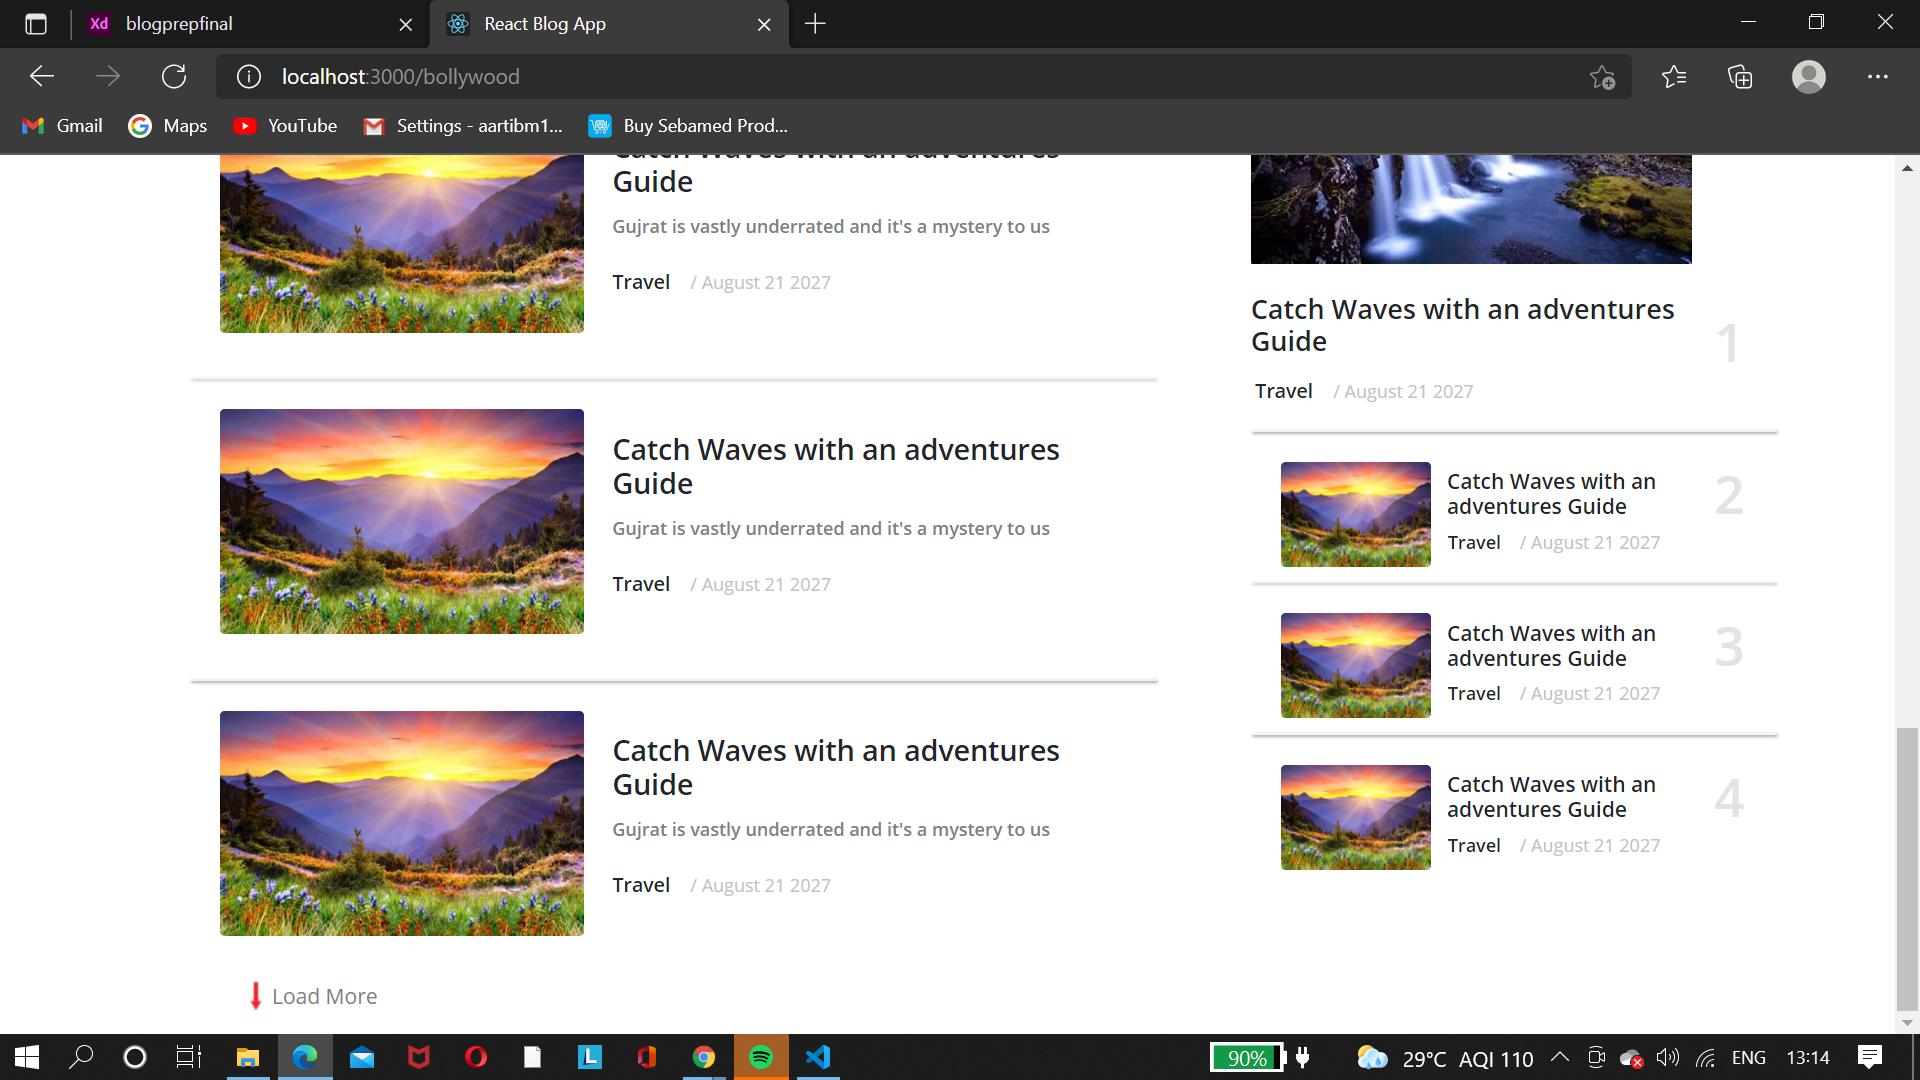 Xd blogprepfinal
React Blog App
localhost:3000/bollywood
Gmail
Maps
YouTube
Settings - aartibm1...
Buy Sebamed Prod...
Catch Waves with an adventures
Guide
Gujrat is vastly underrated and it's a mystery to us
Travel / August 21 2027
Catch Waves with an adventures
Guide
Gujrat is vastly underrated and it's a mystery to us
Travel / August 21 2027
Catch Waves with an adventures
Guide
Gujrat is vastly underrated and it's a mystery to us
Travel / August 21 2027
Load More
Catch Waves with an adventures
Guide
1
Travel / August 21 2027
Catch Waves with an
adventures Guide
2
Travel / August 21 2027
Catch Waves with an
adventures Guide
3
Travel / August 21 2027
Catch Waves with an
adventures Guide
4
Travel / August 21 2027
L
90%
29°C AQI 110
ENG
13:14